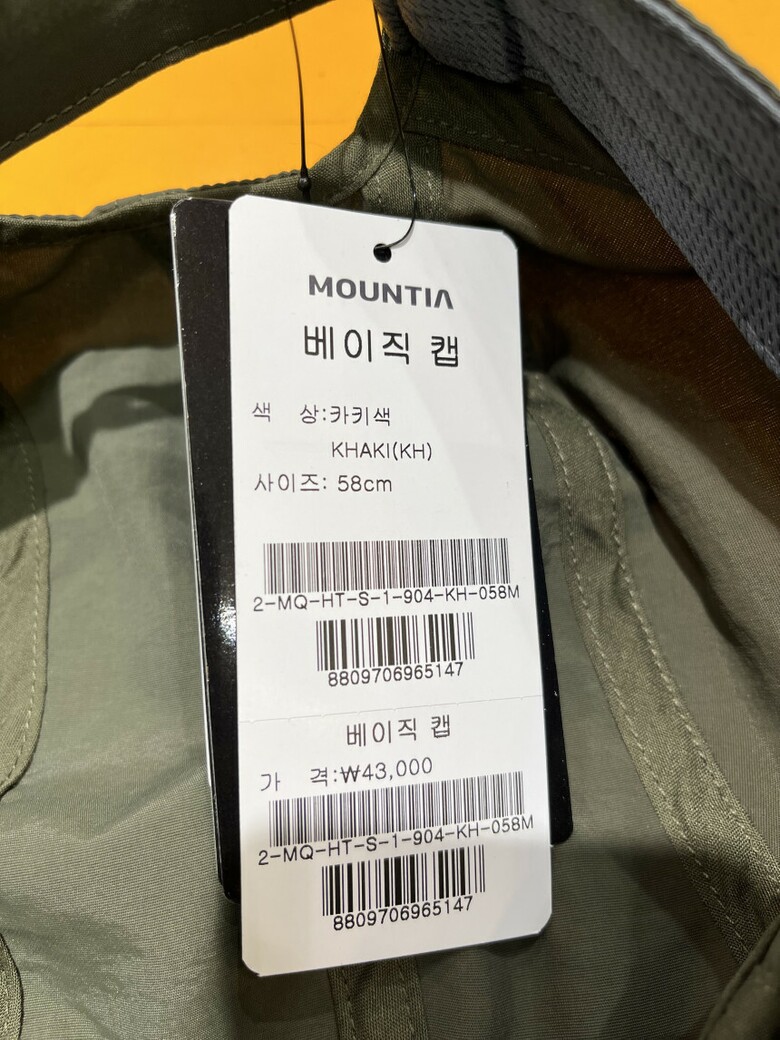 MOUNTIA
베이직 캡
색 상:카키색
KHAKI(KH)
사이즈: 58cm
2-MQ-HT-S-1-904-KH-058M
8809706965147
베이직 캡
가 격:₩43,000
2-MQ-HT-S-1-904-KH-058M
8809706965147